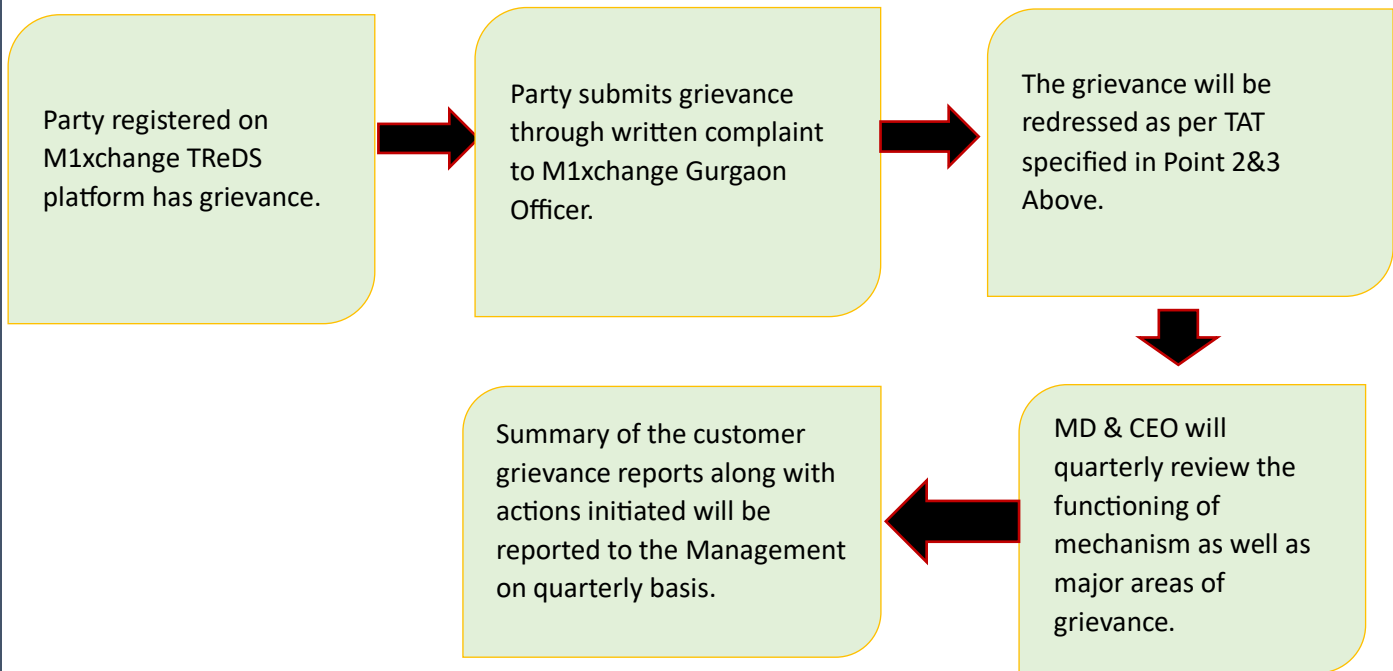 Party registered on
M1xchange TReDS
platform has grievance.
Party submits grievance
through written complaint
to M1xchange Gurgaon
Officer.
The grievance will be
redressed as per TAT
specified in Point 2&3
Above.
MD & CEO will
quarterly review the
functioning of
mechanism as well as
major areas of
grievance.
Summary of the customer
grievance reports along with
actions initiated will be
reported to the Management
on quarterly basis.